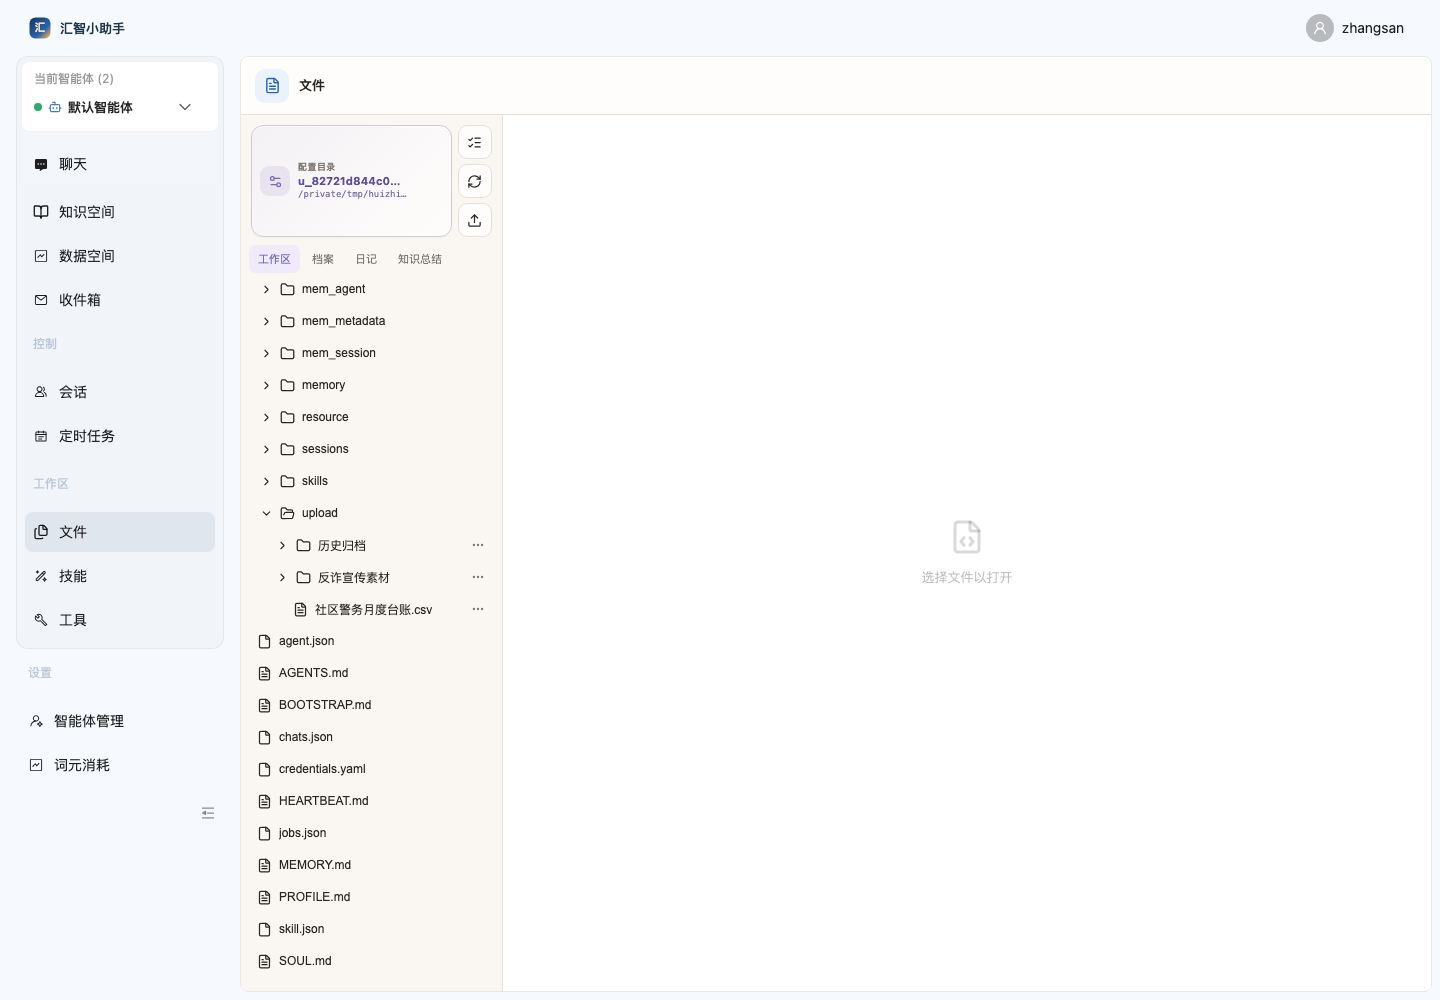 汇 汇智小助手
zhangsan
当前智能体 (2)
默认智能体
聊天
知识空间
数据空间
收件箱
控制
会话
定时任务
工作区
文件
技能
工具
设置
智能体管理
词元消耗
文件
配置目录
u_82721d844c0...
/private/tmp/huizhi…
工作区 档案 日记 知识总结
mem_agent
mem_metadata
mem_session
memory
resource
sessions
skills
upload
历史归档
反诈宣传素材
社区警务月度台账.csv
agent.json
AGENTS.md
BOOTSTRAP.md
chats.json
credentials.yaml
HEARTBEAT.md
jobs.json
MEMORY.md
PROFILE.md
skill.json
SOUL.md
选择文件以打开